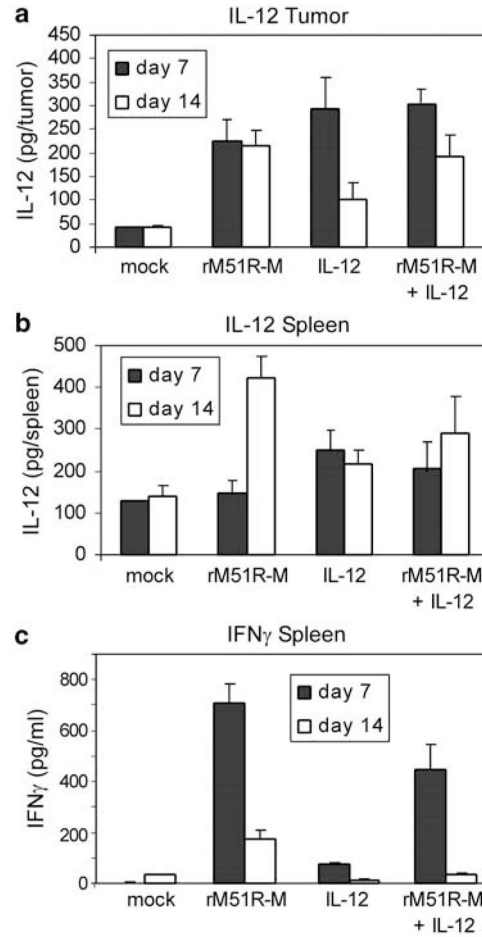 a
IL-12 Tumor
IL-12 (pg/tumor)
450
400
350
300
250
200
150
100
50
0
day 7
day 14
mock
rM51R-M
IL-12
rM51R-M
+ IL-12
b
IL-12 Spleen
IL-12 (pg/spleen)
500
400
300
200
100
0
day 7
day 14
mock
rM51R-M
IL-12
rM51R-M
+ IL-12
c
IFNγ Spleen
IFNγ (pg/ml)
800
600
400
200
0
day 7
day 14
mock
rM51R-M
IL-12
rM51R-M
+ IL-12